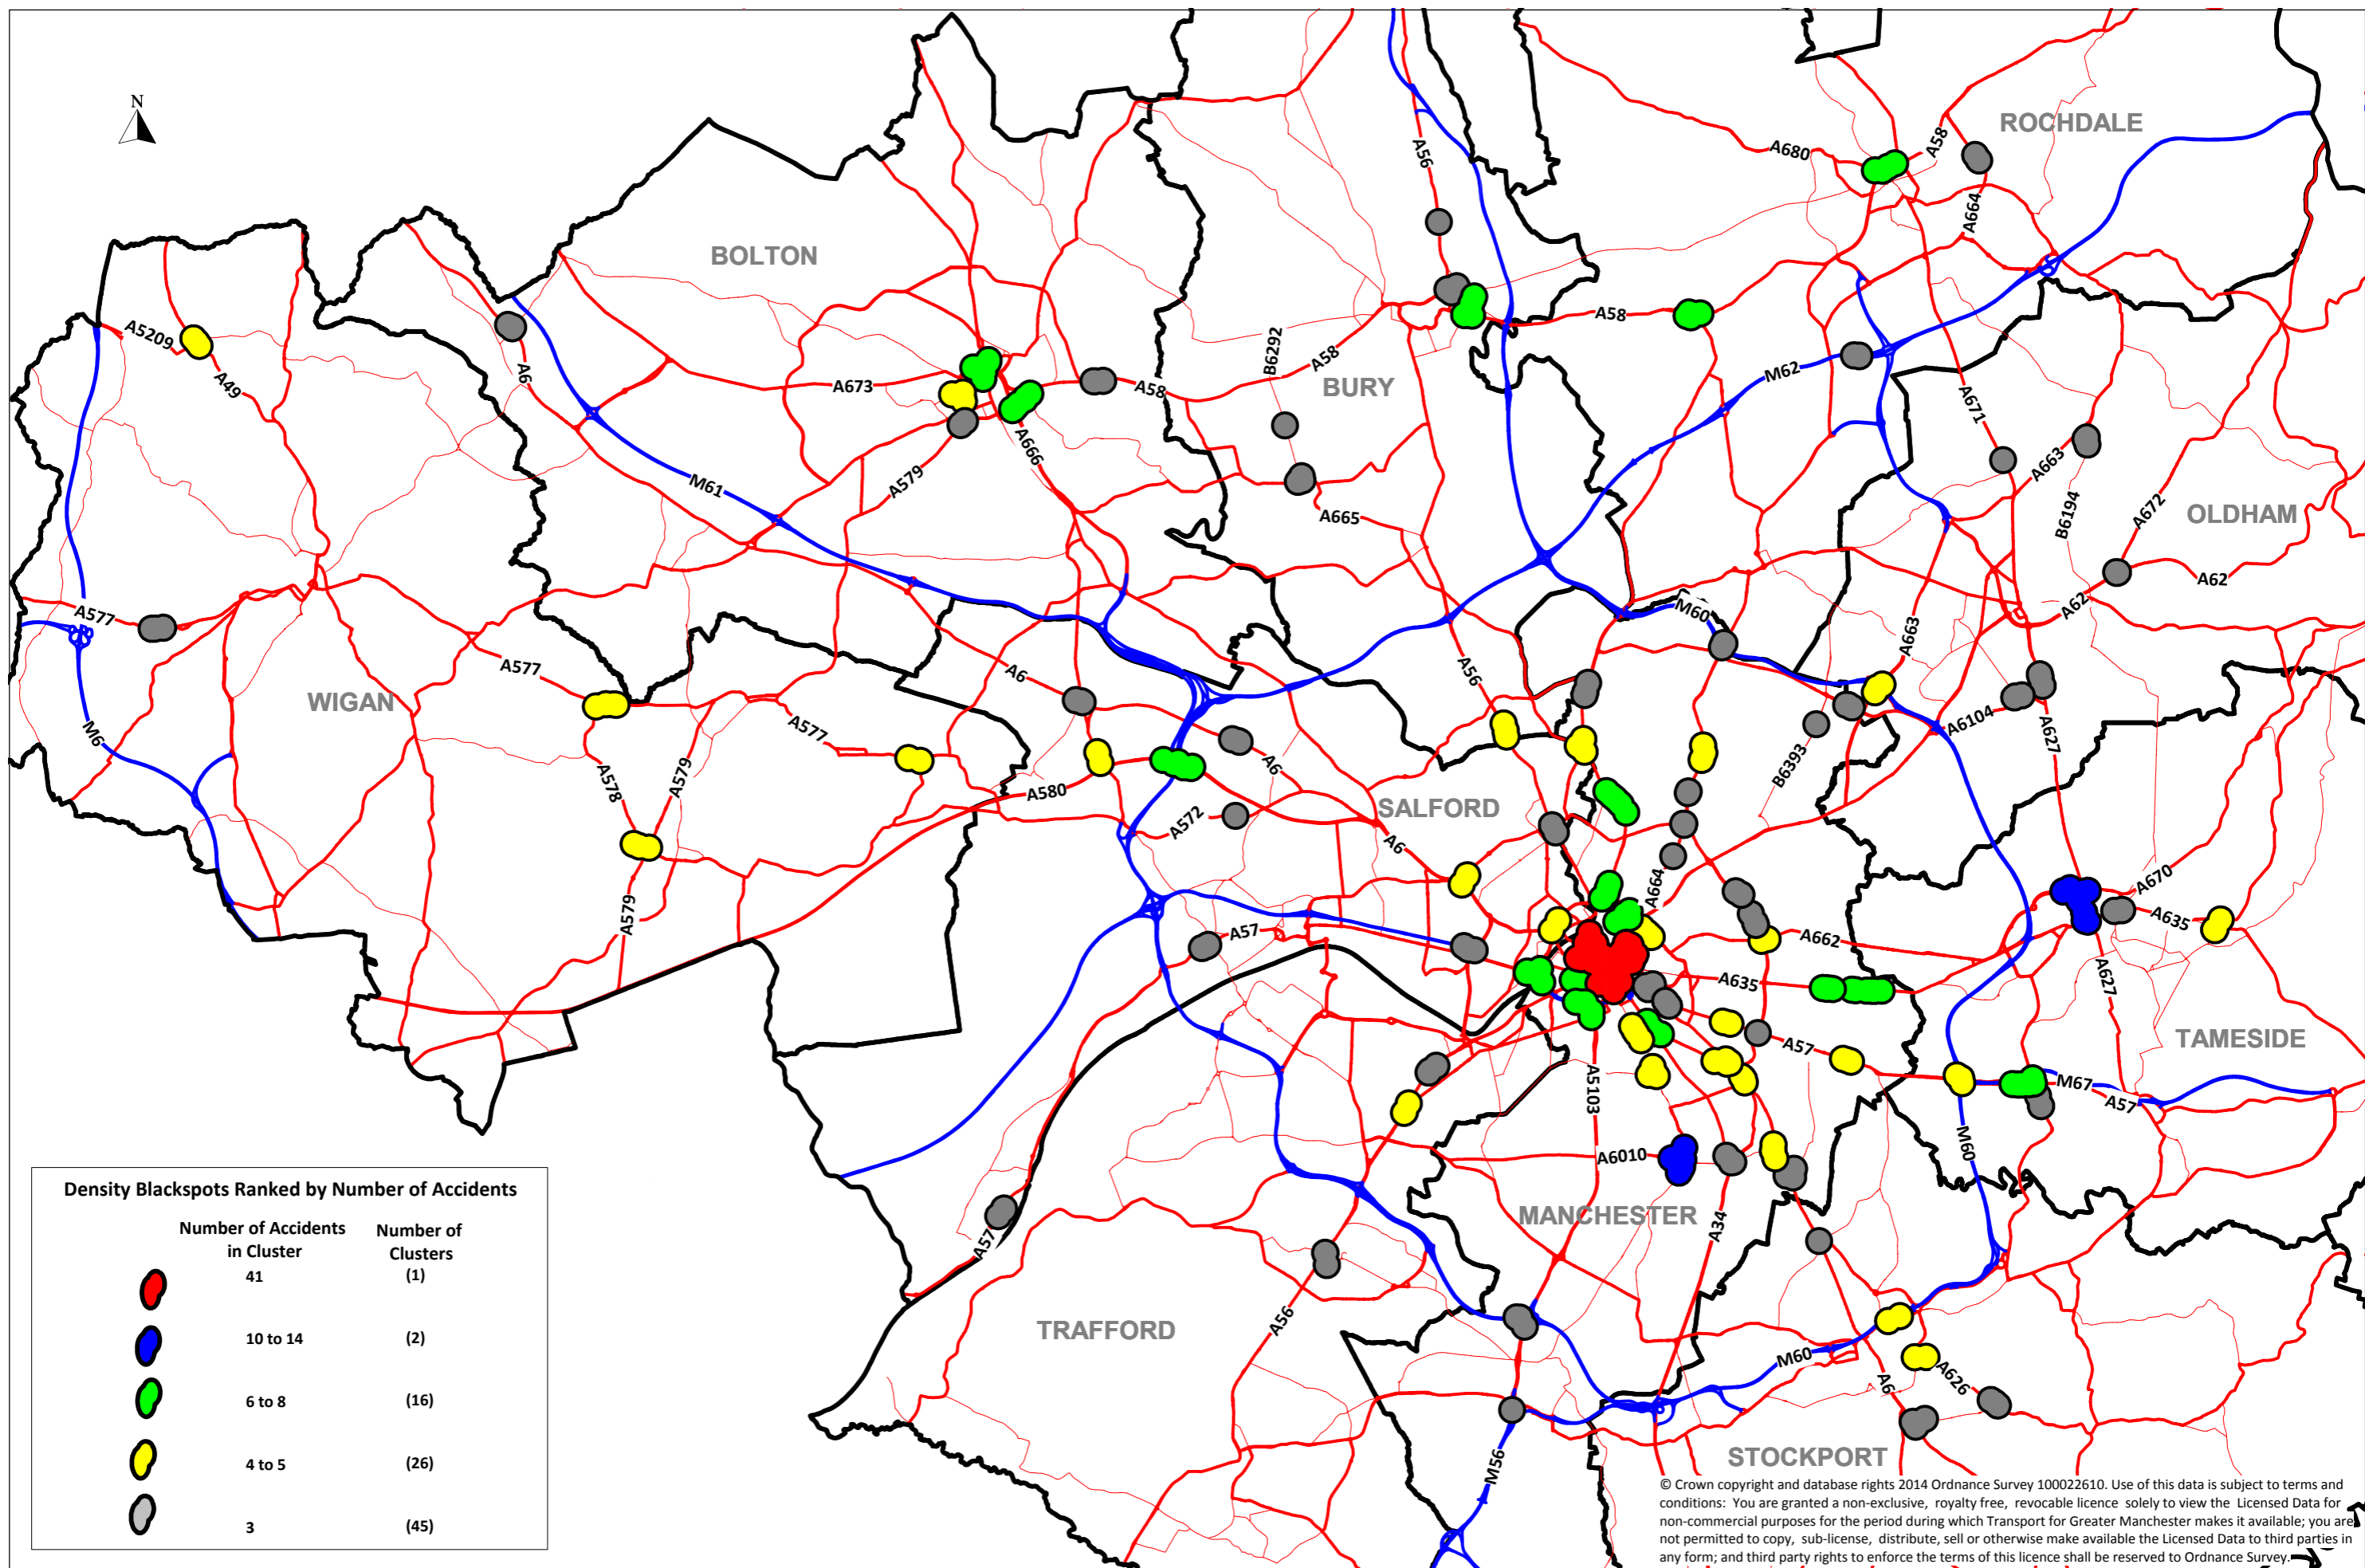 N
ROCHDALE
A58
A680
A56
A664
BOLTON
A5209
A58
B6292
A58
A6
M62
A49
A673
A58
BURY
A671
A666
A663
A579
M61
B6194
A672
OLDHAM
A665
A62
A577
M60
A62
A663
A577
A6
A56
WIGAN
A577
A6104
M6
A627
A6
B6393
A578
A579
A580
SALFORD
A572
A6
A664
A670
A579
A635
A57
A662
A635
A627
A57
TAMESIDE
M67
A5103
A57
M60
A6010
MANCHESTER
A34
A57
TRAFFORD
A56
M60
A626
A6
STOCKPORT
M56
Density Blackspots Ranked by Number of Accidents
Number of Accidents in Cluster
Number of Clusters
41 (1)
10 to 14 (2)
6 to 8 (16)
4 to 5 (26)
3 (45)
© Crown copyright and database rights 2014 Ordnance Survey 100022610. Use of this data is subject to terms and
conditions: You are granted a non-exclusive, royalty free, revocable licence solely to view the Licensed Data for
non-commercial purposes for the period during which Transport for Greater Manchester makes it available; you are
not permitted to copy, sub-license, distribute, sell or otherwise make available the Licensed Data to third parties in
any form; and third party rights to enforce the terms of this licence shall be reserved to Ordnance Survey.